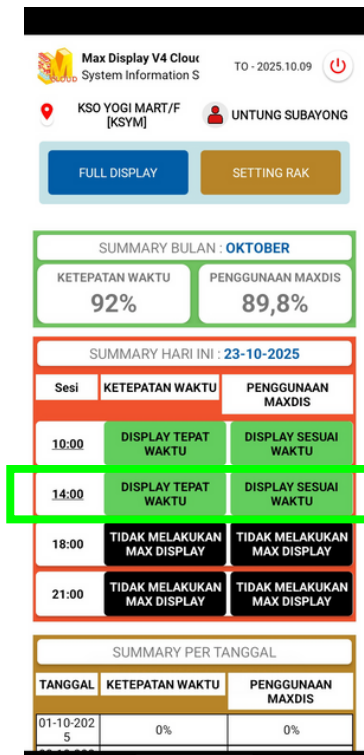 Max Display V4 Cloud
System Information S
TO - 2025.10.09
CLOUD
KSO YOGI MART/F
[KSYM]
UNTUNG SUBAYONG
FULL DISPLAY
SETTING RAK
SUMMARY BULAN : OKTOBER
KETEPATAN WAKTU
PENGGUNAAN MAXDIS
92%
89,8%
SUMMARY HARI INI : 23-10-2025
Sesi
KETEPATAN WAKTU
PENGGUNAAN
MAXDIS
10:00
DISPLAY TEPAT
WAKTU
DISPLAY SESUAI
WAKTU
14:00
DISPLAY TEPAT
WAKTU
DISPLAY SESUAI
WAKTU
18:00
TIDAK MELAKUKAN
MAX DISPLAY
TIDAK MELAKUKAN
MAX DISPLAY
21:00
TIDAK MELAKUKAN
MAX DISPLAY
TIDAK MELAKUKAN
MAX DISPLAY
SUMMARY PER TANGGAL
TANGGAL
KETEPATAN WAKTU
PENGGUNAAN
MAXDIS
01-10-202
5
0%
0%